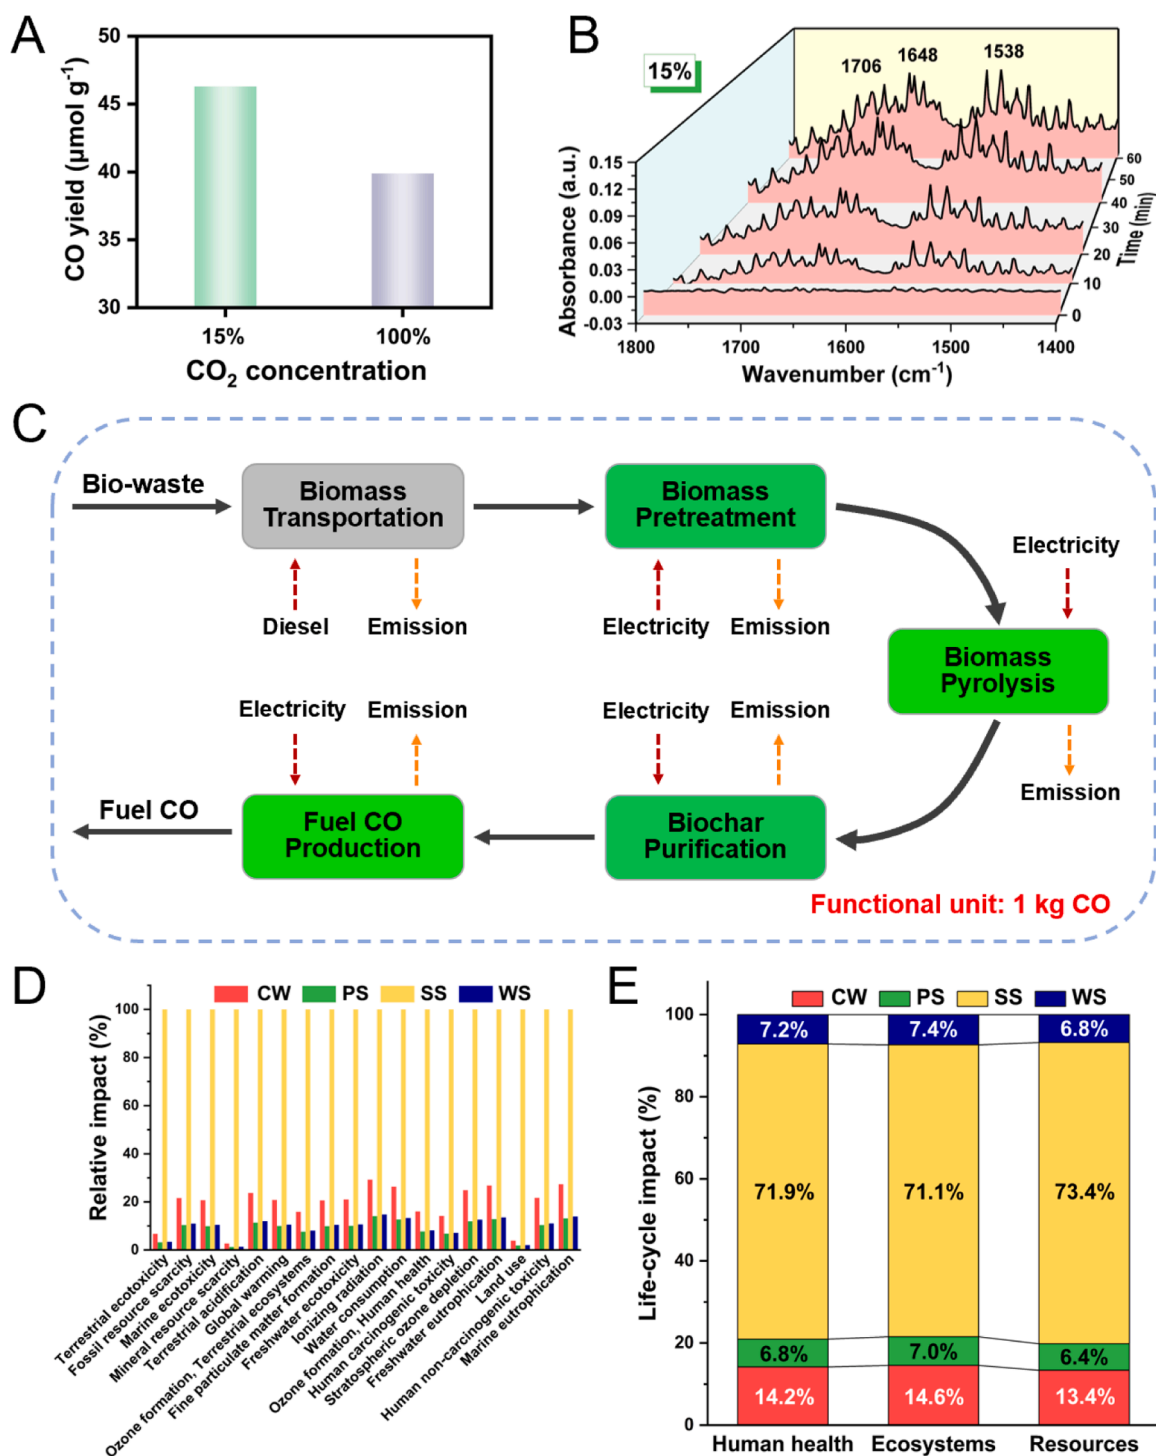 A
CO yield (μmol g⁻¹)
50
45
40
35
30
15%
100%
CO₂ concentration
B
15%
1706
1648
1538
Absorbance (a.u.)
0.15
0.12
0.09
0.06
0.03
0.00
-0.03
1800
1700
1600
1500
1400
Wavenumber (cm⁻¹)
60
50
40
30
20
10
0
Time (min)
C
Bio-waste
Biomass
Transportation
Diesel
Emission
Biomass
Pretreatment
Electricity
Emission
Electricity
Biomass
Pyrolysis
Emission
Electricity
Emission
Biochar
Purification
Electricity
Emission
Fuel CO
Production
Fuel CO
Functional unit: 1 kg CO
D
CW
PS
SS
WS
Relative impact (%)
100
80
60
40
20
0
Terrestrial ecotoxicity
Fossil resource scarcity
Marine ecotoxicity
Mineral resource scarcity
Terrestrial acidification
Global warming
Ozone formation, Terrestrial ecosystems
Fine particulate matter formation
Freshwater ecotoxicity
Ionizing radiation
Water consumption
Ozone formation, Human health
Human carcinogenic toxicity
Stratospheric ozone depletion
Freshwater eutrophication
Land use
Human non-carcinogenic toxicity
Marine eutrophication
E
CW
PS
SS
WS
Life-cycle impact (%)
100
80
60
40
20
0
7.2%
7.4%
6.8%
71.9%
71.1%
73.4%
6.8%
7.0%
6.4%
14.2%
14.6%
13.4%
Human health
Ecosystems
Resources